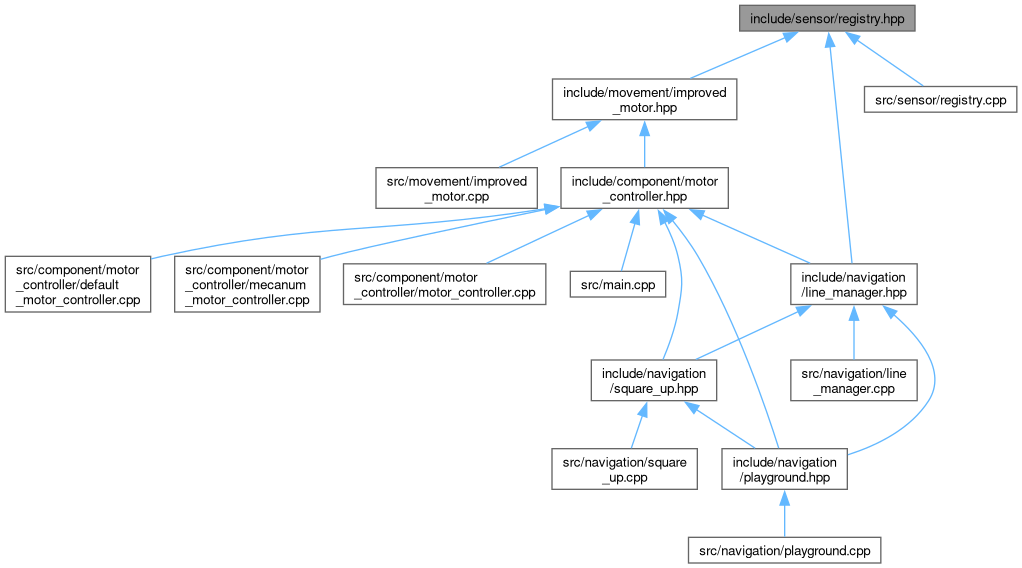 include/sensor/registry.hpp
include/movement/improved
_motor.hpp
src/sensor/registry.cpp
src/movement/improved
_motor.cpp
include/component/motor
_controller.hpp
src/component/motor
_controller/default
_motor_controller.cpp
src/component/motor
_controller/mecanum
_motor_controller.cpp
src/component/motor
_controller/motor_controller.cpp
src/main.cpp
include/navigation
/line_manager.hpp
include/navigation
/square_up.hpp
src/navigation/line
_manager.cpp
src/navigation/square
_up.cpp
include/navigation
/playground.hpp
src/navigation/playground.cpp